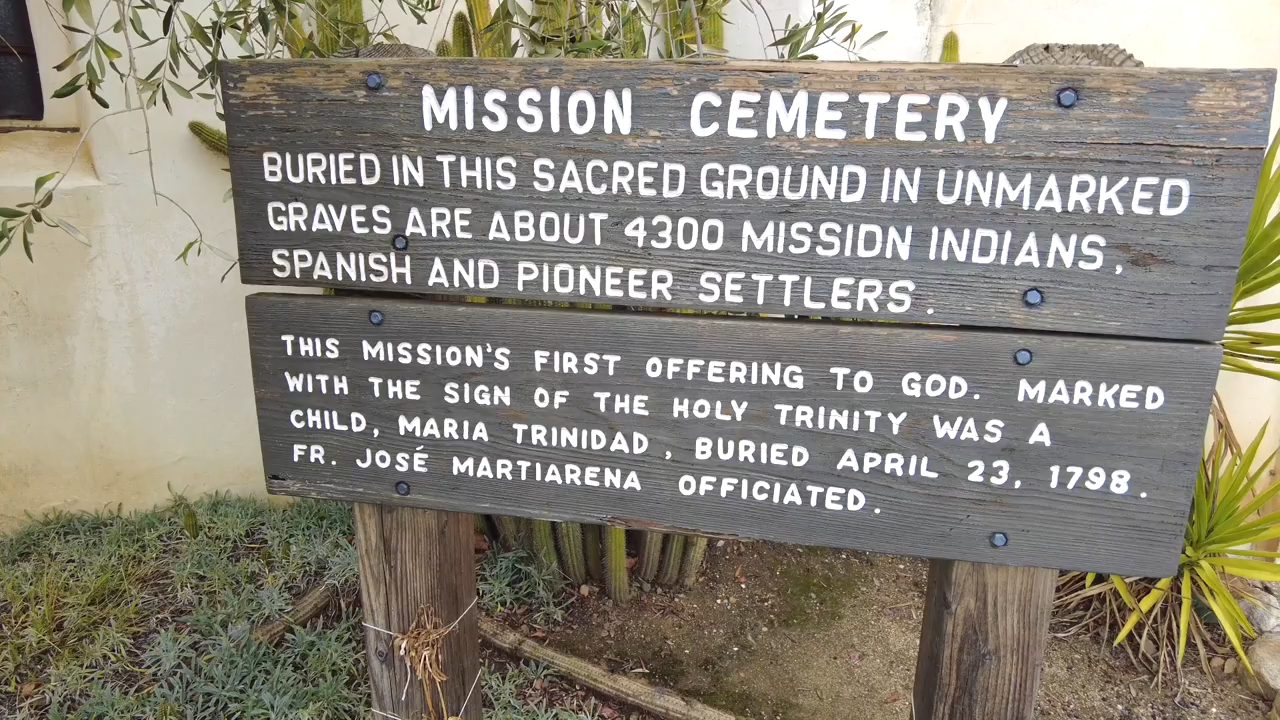 MISSION CEMETERY
BURIED IN THIS SACRED GROUND IN UNMARKED
GRAVES ARE ABOUT 4300 MISSION INDIANS,
SPANISH AND PIONEER SETTLERS.
THIS MISSION'S FIRST OFFERING TO GOD. MARKED
WITH THE SIGN OF THE HOLY TRINITY WAS A
CHILD, MARIA TRINIDAD, BURIED APRIL 23, 1798.
FR. JOSÉ MARTIARENA OFFICIATED.